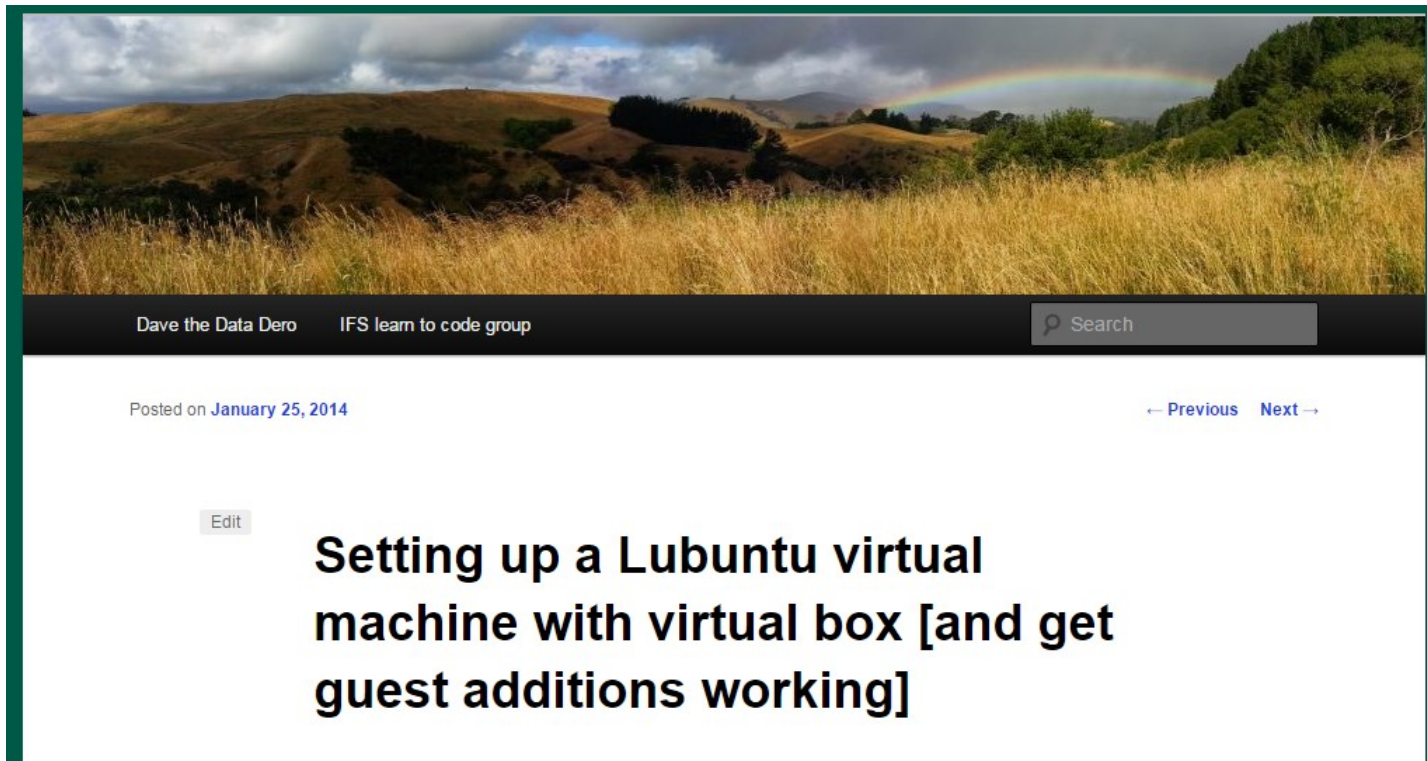 Dave the Data Dero IFS learn to code group Search
Posted on January 25, 2014 ← Previous Next →
Edit
Setting up a Lubuntu virtual
machine with virtual box [and get
guest additions working]